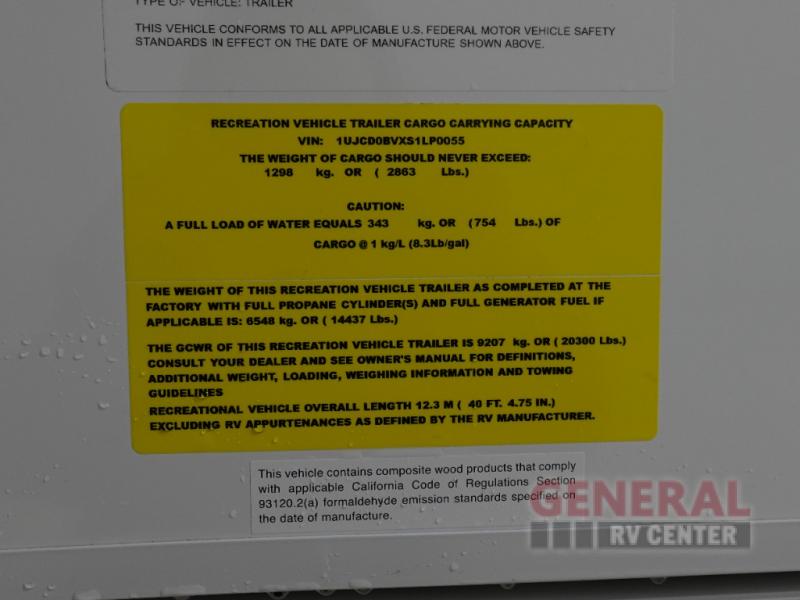 TYPE OF VEHICLE: TRAILER
THIS VEHICLE CONFORMS TO ALL APPLICABLE U.S. FEDERAL MOTOR VEHICLE SAFETY
STANDARDS IN EFFECT ON THE DATE OF MANUFACTURE SHOWN ABOVE.
RECREATION VEHICLE TRAILER CARGO CARRYING CAPACITY
VIN: 1UJCD0BVXS1LP0055
THE WEIGHT OF CARGO SHOULD NEVER EXCEED:
1298 kg. OR ( 2863 Lbs.)
CAUTION:
A FULL LOAD OF WATER EQUALS 343 kg. OR (754 Lbs.) OF
CARGO @ 1 kg/L (8.3Lb/gal)
THE WEIGHT OF THIS RECREATION VEHICLE TRAILER AS COMPLETED AT THE
FACTORY WITH FULL PROPANE CYLINDER(S) AND FULL GENERATOR FUEL IF
APPLICABLE IS: 6548 kg. OR ( 14437 Lbs.)
THE GCWR OF THIS RECREATION VEHICLE TRAILER IS 9207 kg. OR ( 20300 Lbs.)
CONSULT YOUR DEALER AND SEE OWNER'S MANUAL FOR DEFINITIONS,
ADDITIONAL WEIGHT, LOADING, WEIGHING INFORMATION AND TOWING
GUIDELINES
RECREATIONAL VEHICLE OVERALL LENGTH 12.3 M ( 40 FT. 4.75 IN.)
EXCLUDING RV APPURTENANCES AS DEFINED BY THE RV MANUFACTURER.
This vehicle contains composite wood products that comply
with applicable California Code of Regulations Section
93120.2(a) formaldehyde emission standards specified on
the date of manufacture.
GENERAL
RV CENTER